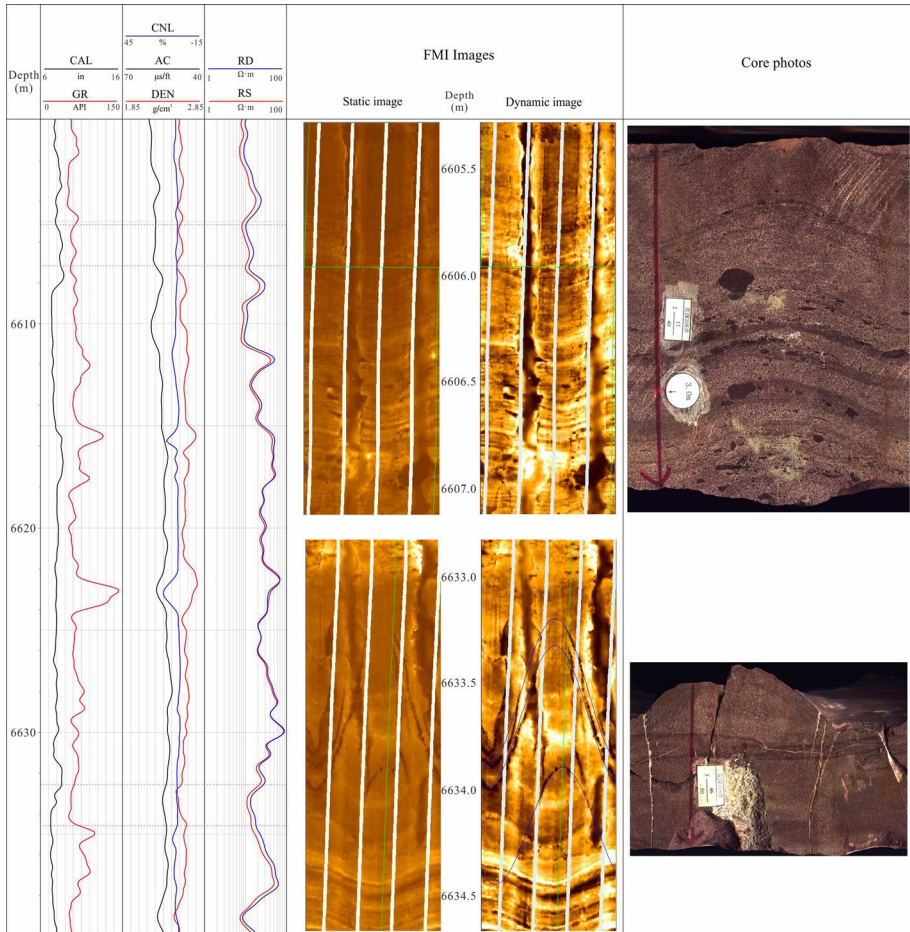 Depth
(m)
CAL
6 in 16
GR
0 API 150
CNL
45 % -15
AC
70 μs/ft 40
DEN
1.85 g/cm³ 2.85
RD
1 Ω·m 100
RS
1 Ω·m 100
FMI Images
Static image
Depth
(m)
Dynamic image
Core photos
6610
6620
6630
6605.5
6606.0
6606.5
6607.0
6633.0
6633.5
6634.0
6634.5